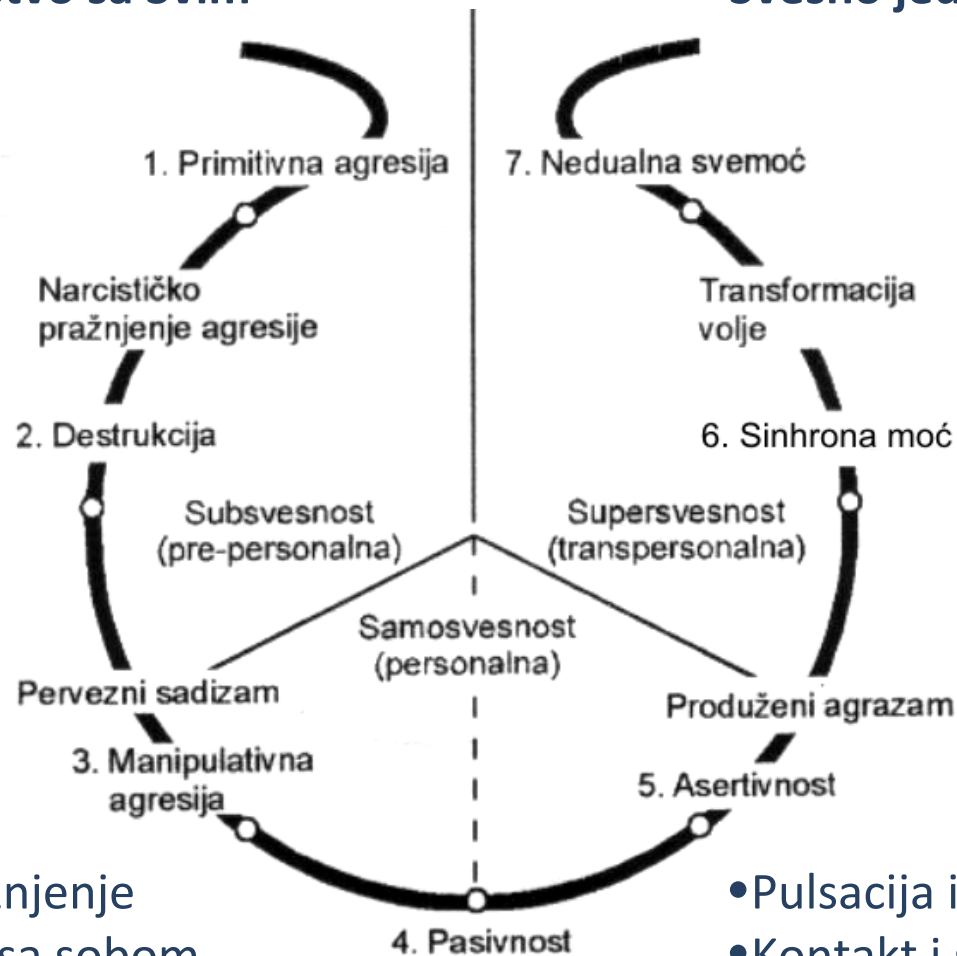 1. Primitivna agresija
7. Nedualna svemoć
Narcističko
pražnjenje agresije
Transformacija
volje
2. Destrukcija
6. Sinhrona moć
Subsvesnost
(pre-personalna)
Supersvesnost
(transpersonalna)
Samosvesnost
(personalna)
Pervezni sadizam
Produženi agrazam
3. Manipulativna
agresija
5. Asertivnost
•Pulsacija i
4. Pasivnost